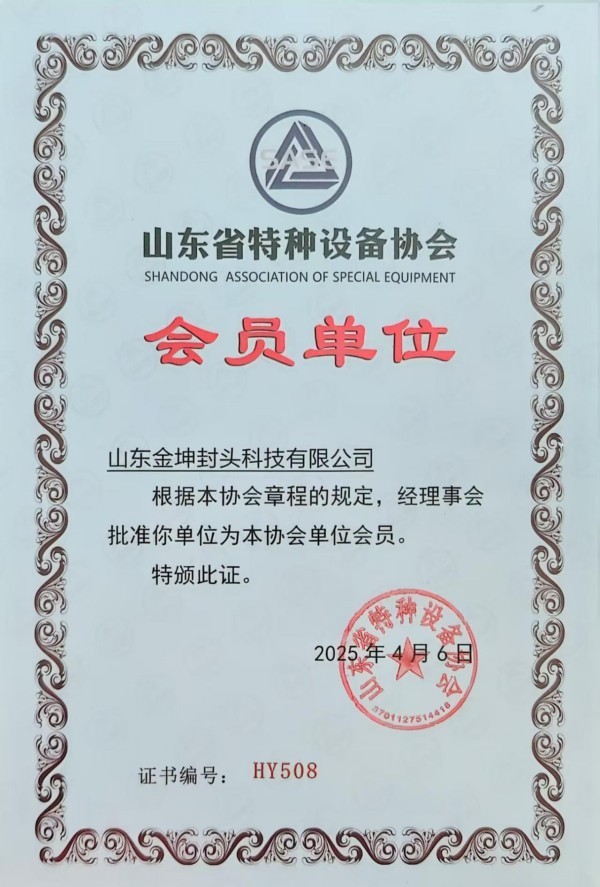 SASE
山东省特种设备协会
SHANDONG ASSOCIATION OF SPECIAL EQUIPMENT
会员单位
山东金坤封头科技有限公司
根据本协会章程的规定，经理事会
批准你单位为本协会单位会员。
特颁此证。
2025年4月6日
山东省特种设备协会
3701127514418
证书编号：HY508